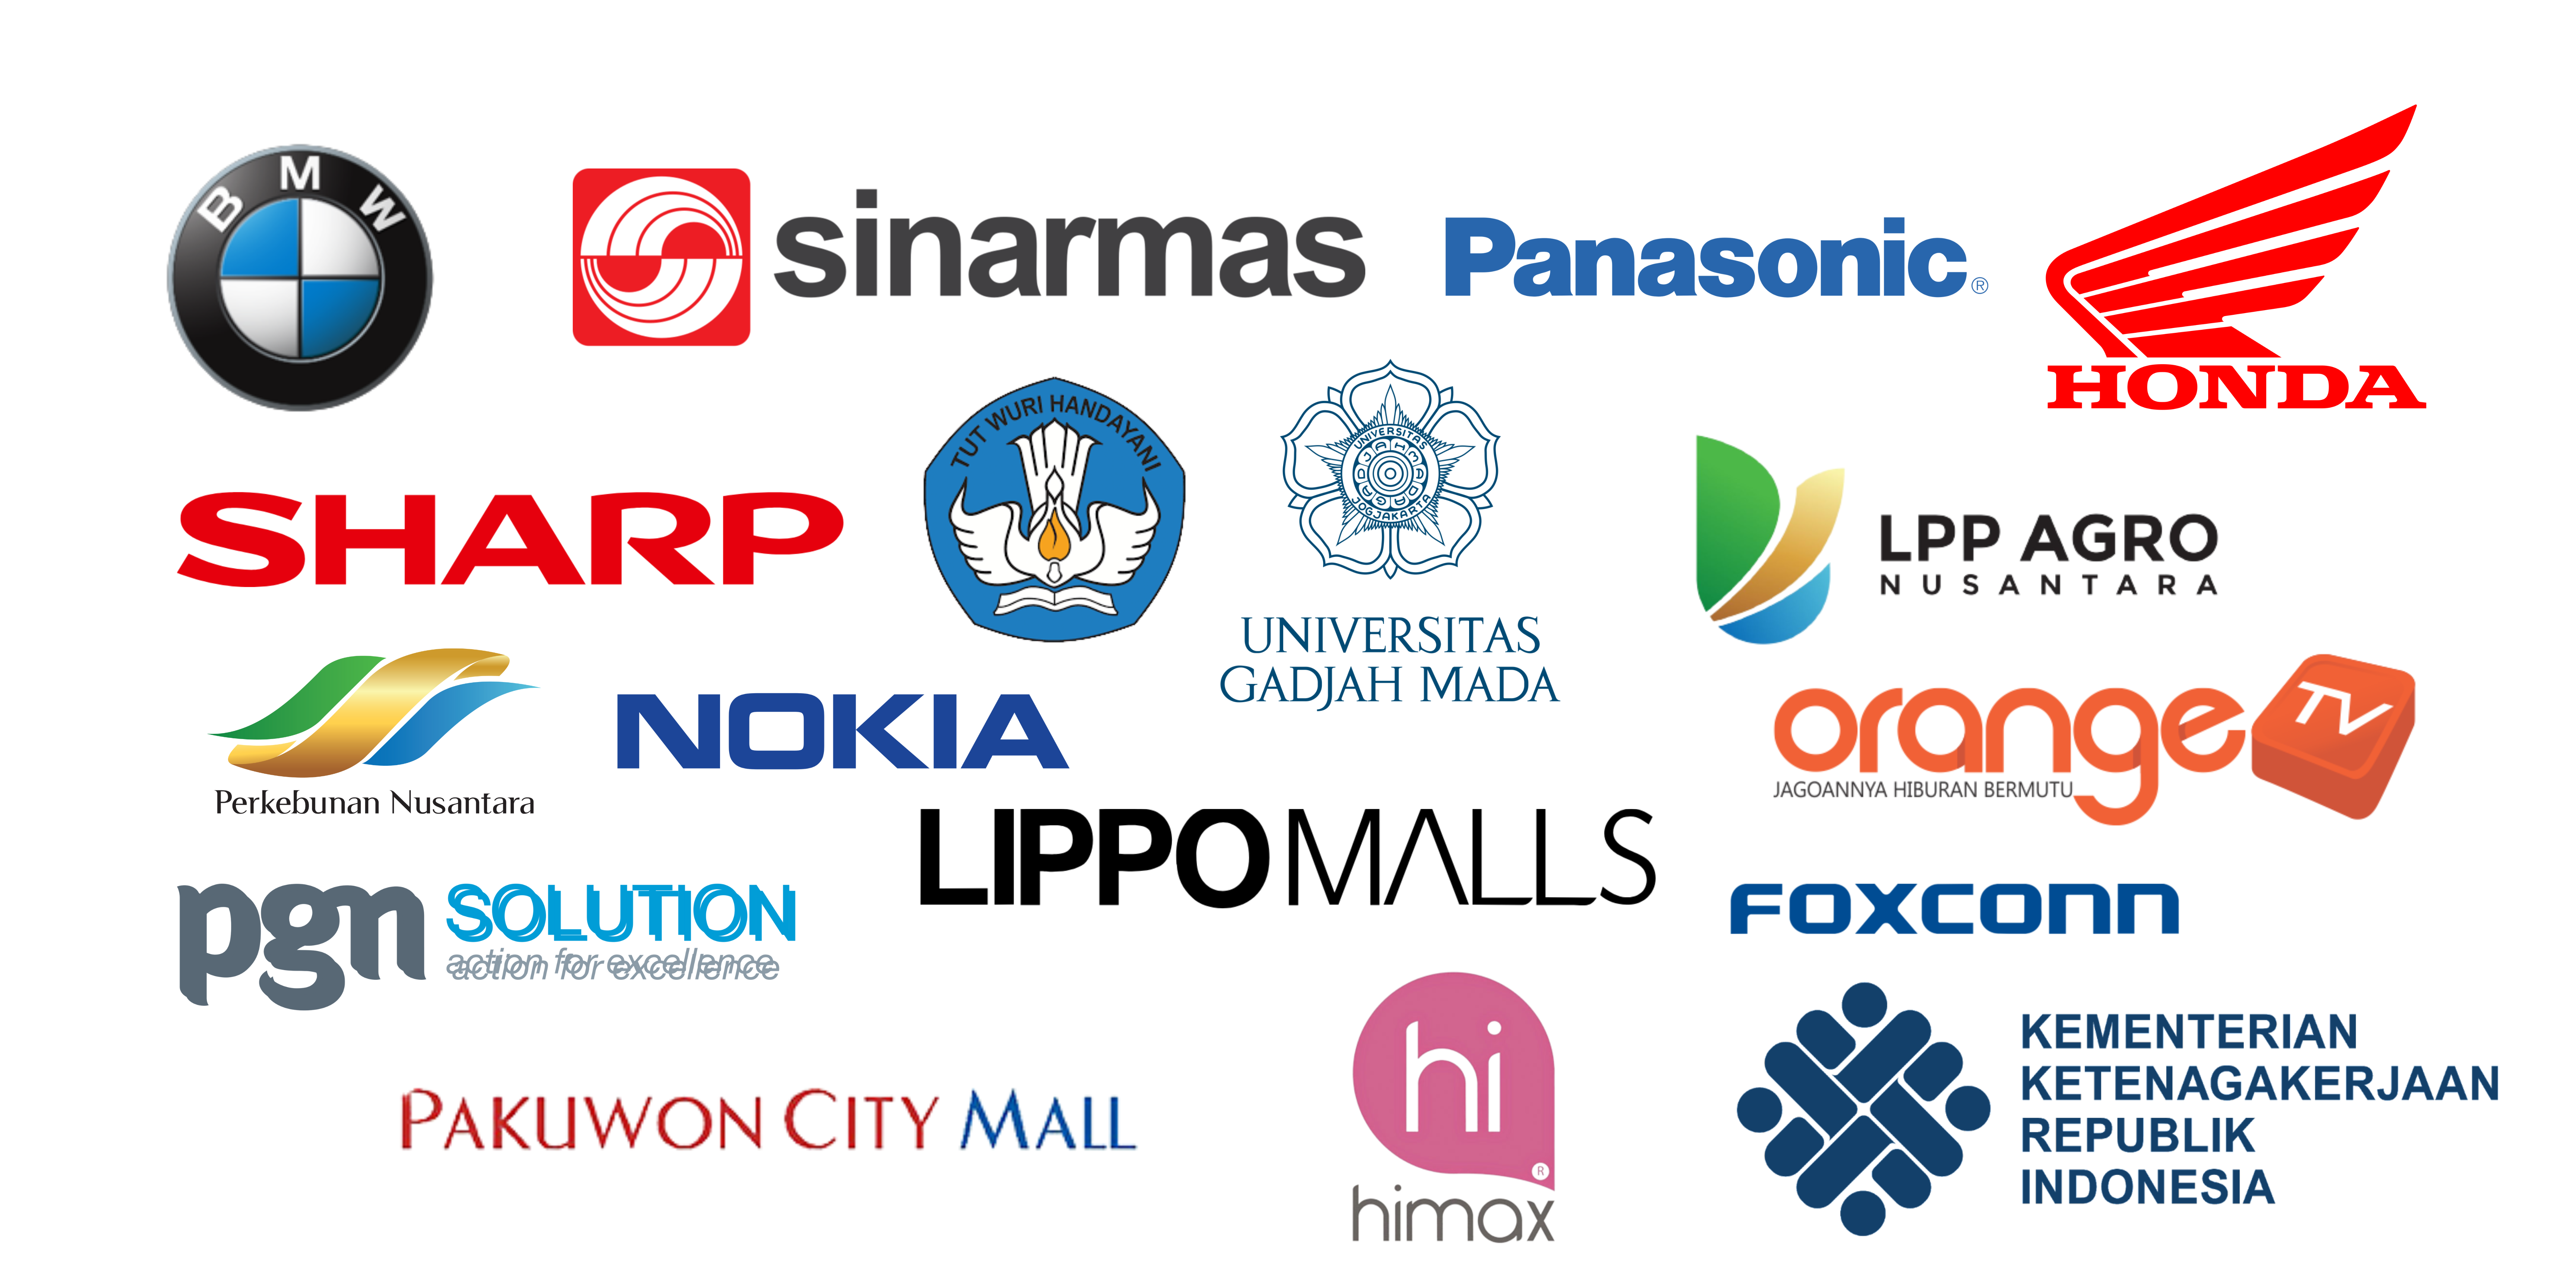 BMW
sinarmas
Panasonic®
HONDA
SHARP
TUT WURI HANDAYANI
UNIVERSITAS
GADJAH MADA
JOGJAKARTA
UNIVERSITAS
GADJAH MADA
LPP AGRO
NUSANTARA
Perkebunan Nusantara
NOKIA
orange TV
JAGOANNYA HIBURAN BERMUTU
LIPPO MALLS
pgn SOLUTION
action for excellence
FOXCONN
PAKUWON CITY MALL
hi
®
himax
KEMENTERIAN
KETENAGAKERJAAN
REPUBLIK
INDONESIA